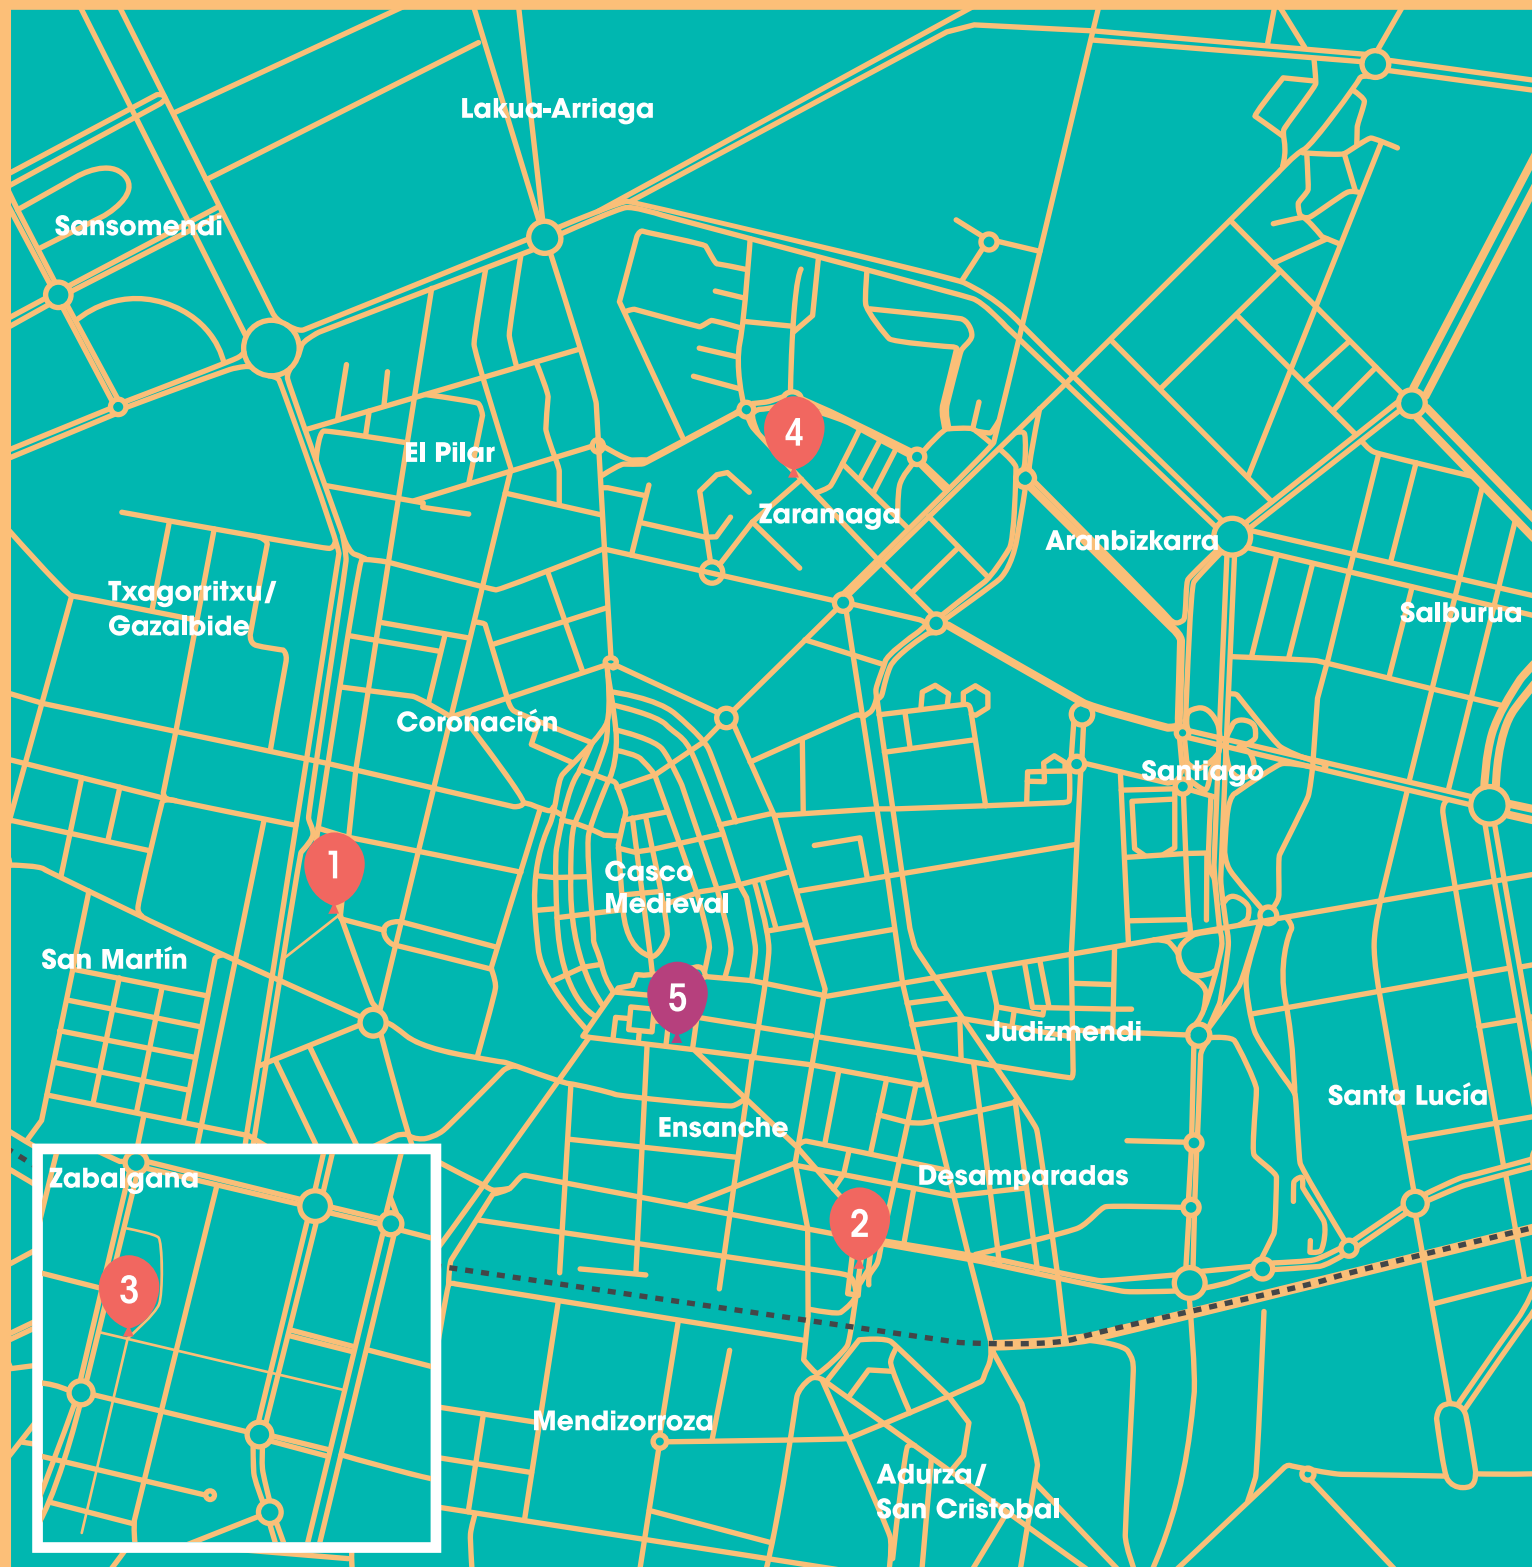 Lakua-Arriaga
Sansomendi
El Pilar
4
Zaramaga
Aranbizkarra
Txagorritxu/
Gazalbide
Salburua
Coronación
Santiago
1
Casco
Medieval
San Martín
5
Judizmendi
Santa Lucía
Ensanche
Zabalgana
Desamparadas
2
3
Mendizorroza
Adurza/
San Cristobal